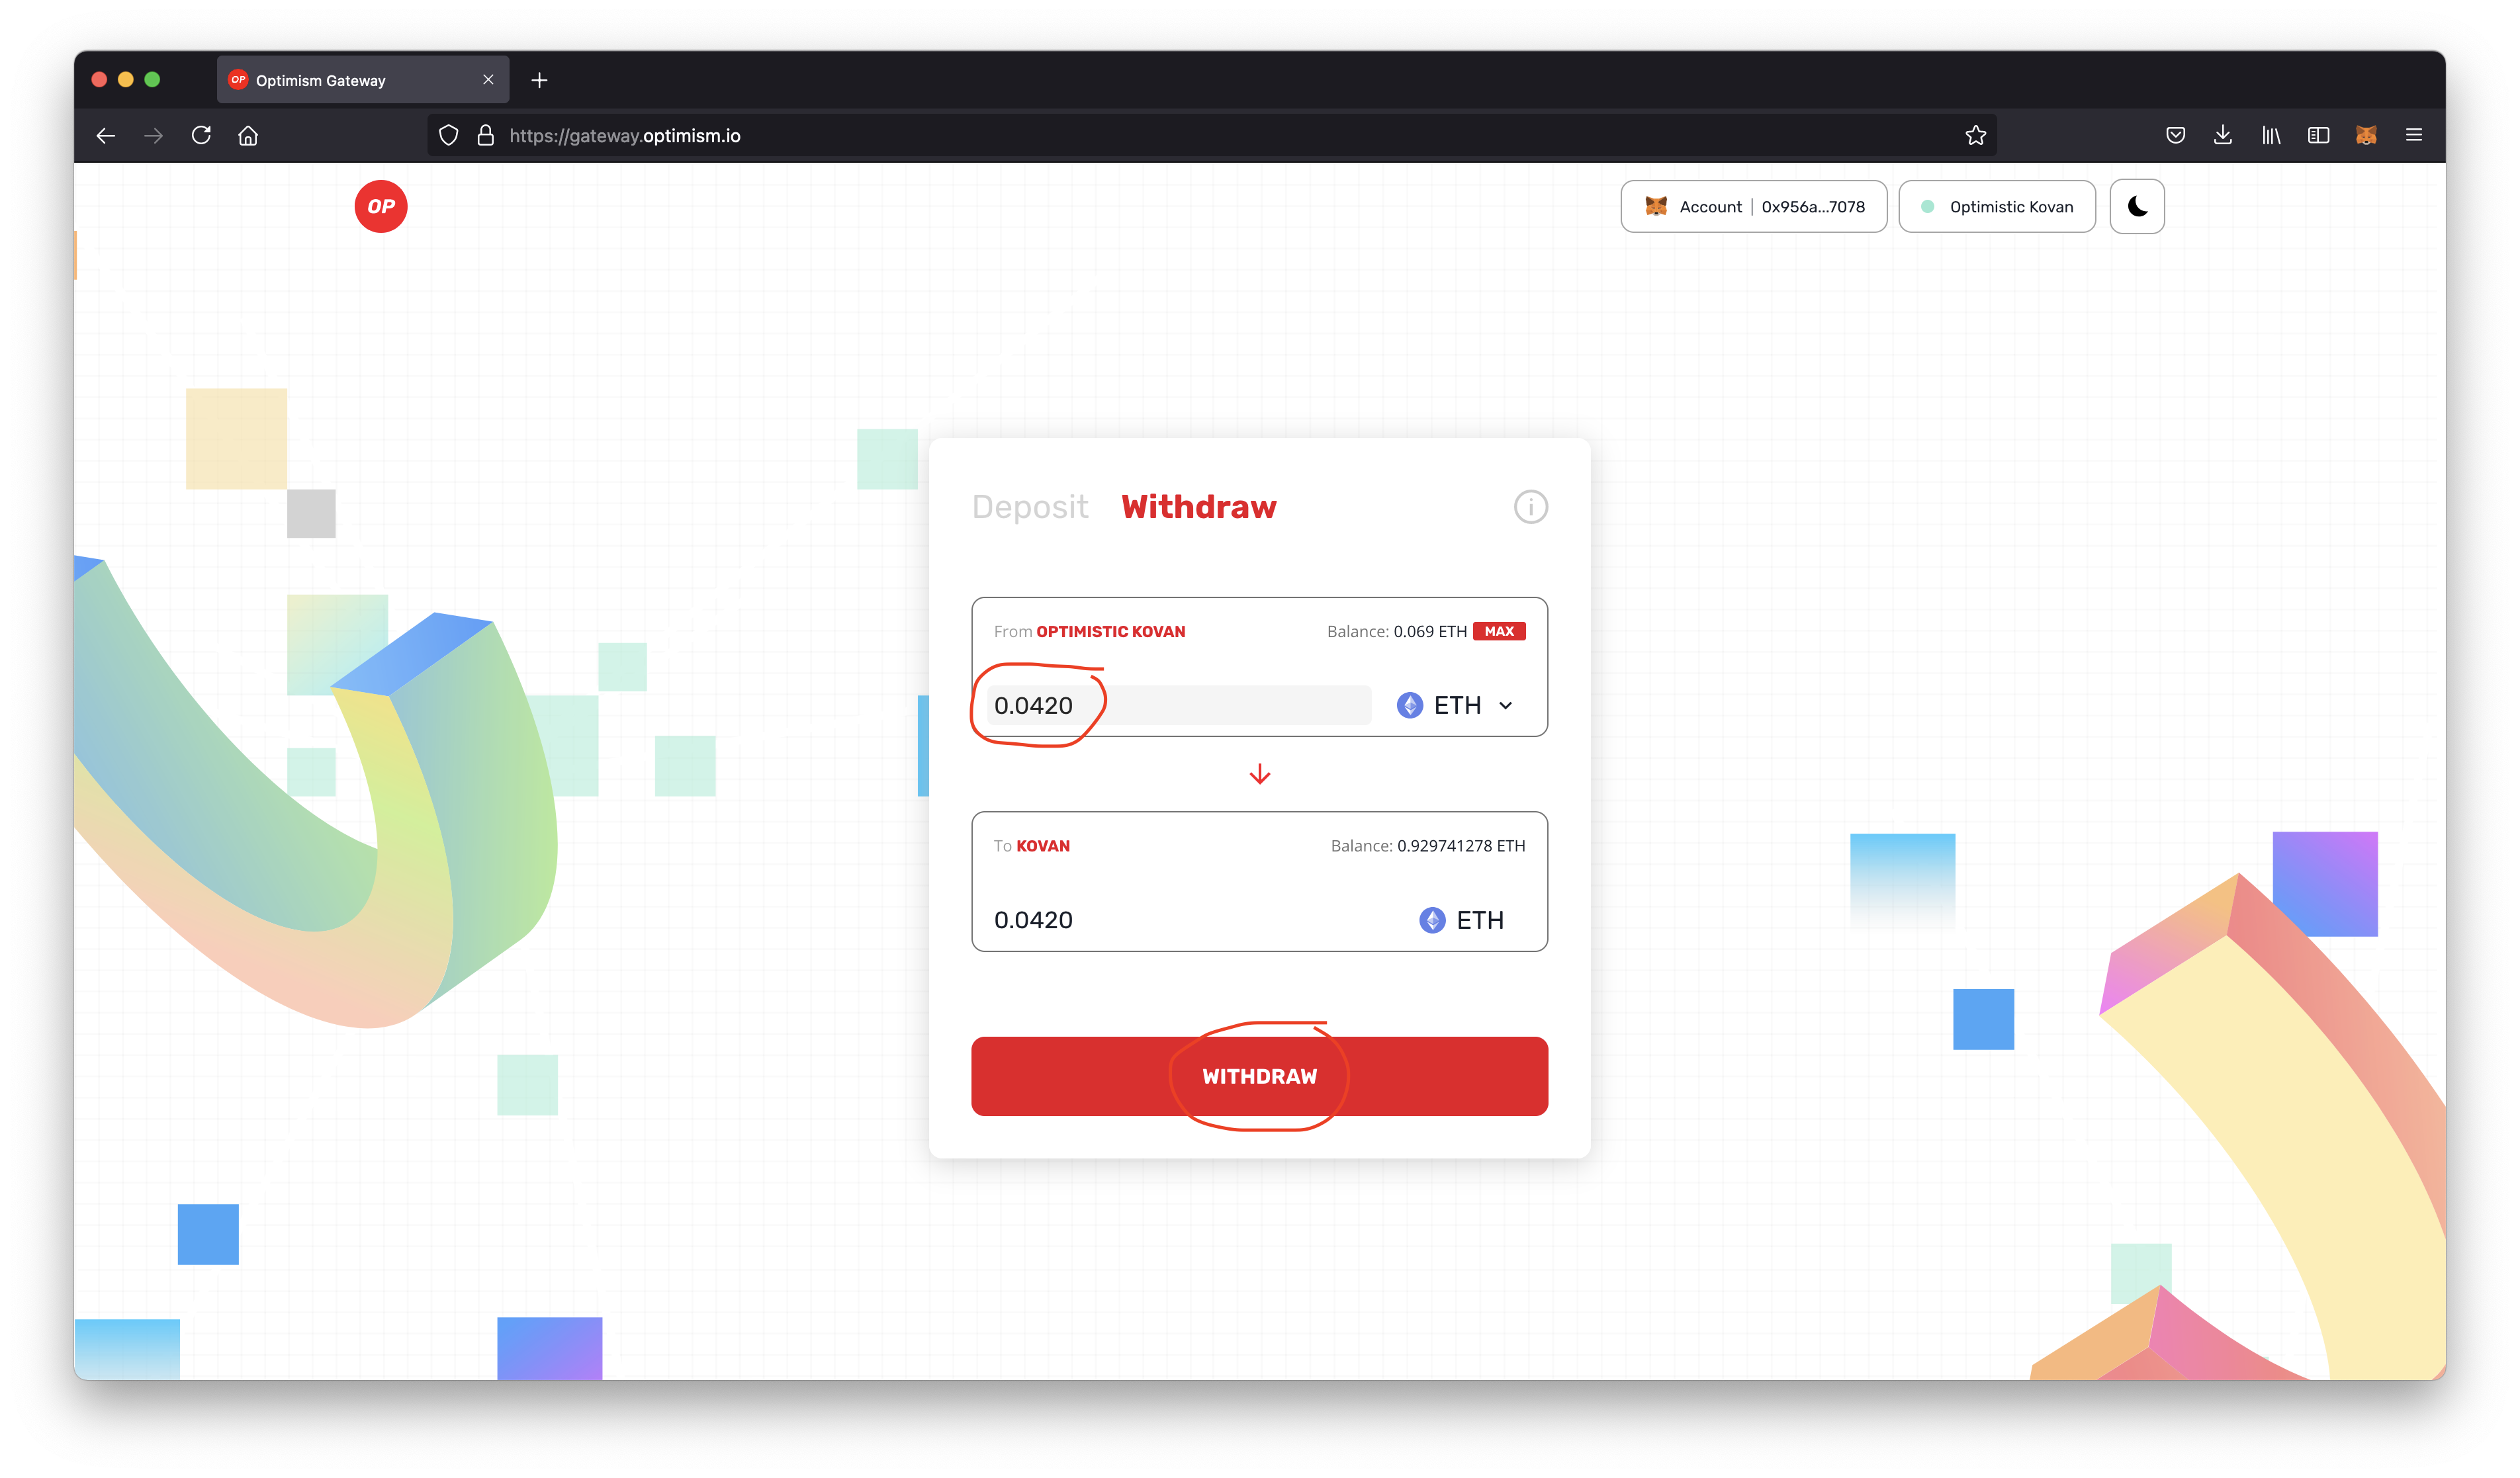 OP Optimism Gateway
https://gateway.optimism.io
OP
Account | 0x956a...7078
Optimistic Kovan
Deposit Withdraw
i
From OPTIMISTIC KOVAN Balance: 0.069 ETH MAX
0.0420 ETH
To KOVAN Balance: 0.929741278 ETH
0.0420 ETH
WITHDRAW